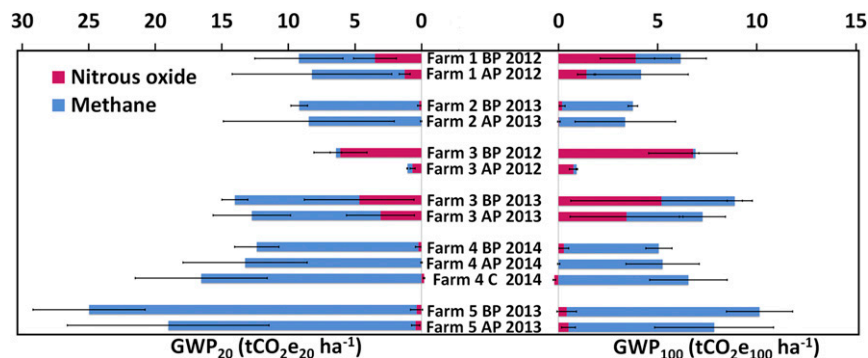 30 25 20 15 10 5 0 0 5 10 15
Nitrous oxide
Methane
Farm 1 BP 2012
Farm 1 AP 2012
Farm 2 BP 2013
Farm 2 AP 2013
Farm 3 BP 2012
Farm 3 AP 2012
Farm 3 BP 2013
Farm 3 AP 2013
Farm 4 BP 2014
Farm 4 AP 2014
Farm 4 C 2014
Farm 5 BP 2013
Farm 5 AP 2013
GWP₂₀ (tCO₂e₂₀ ha⁻¹) GWP₁₀₀ (tCO₂e₁₀₀ ha⁻¹)